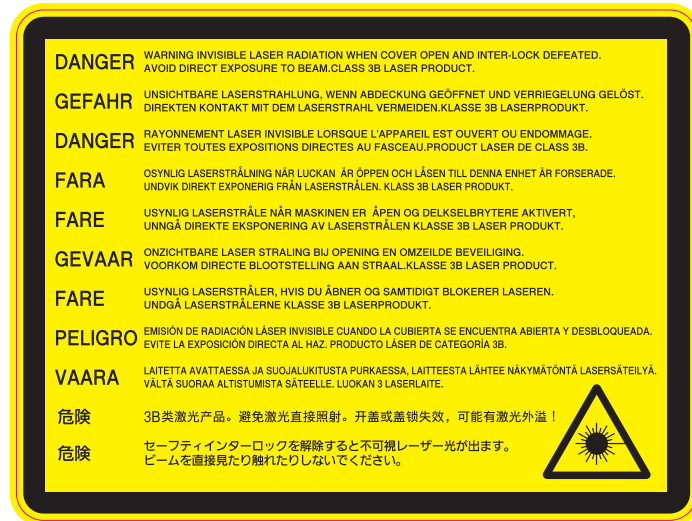 DANGER WARNING INVISIBLE LASER RADIATION WHEN COVER OPEN AND INTER-LOCK DEFEATED.
AVOID DIRECT EXPOSURE TO BEAM.CLASS 3B LASER PRODUCT.
GEFAHR UNSICHTBARE LASERSTRAHLUNG, WENN ABDECKUNG GEÖFFNET UND VERRIEGELUNG GELÖST.
DIREKTEN KONTAKT MIT DEM LASERSTRAHL VERMEIDEN.KLASSE 3B LASERPRODUKT.
DANGER RAYONNEMENT LASER INVISIBLE LORSQUE L'APPAREIL EST OUVERT OU ENDOMMAGE.
EVITER TOUTES EXPOSITIONS DIRECTES AU FASCEAU.PRODUCT LASER DE CLASS 3B.
FARA OSYNLIG LASERSTRÅLNING NÄR LUCKAN ÄR ÖPPEN OCH LÅSEN TILL DENNA ENHET ÄR FORSERADE.
UNDVIK DIREKT EXPONERIG FRÅN LASERSTRÅLEN. KLASS 3B LASER PRODUKT.
FARE USYNLIG LASERSTRÅLE NÅR MASKINEN ER ÅPEN OG DELKSELBRYTERE AKTIVERT,
UNNGÅ DIREKTE EKSPONERING AV LASERSTRÅLEN KLASSE 3B LASER PRODUKT.
GEVAAR ONZICHTBARE LASER STRALING BIJ OPENING EN OMZEILDE BEVEILIGING.
VOORKOM DIRECTE BLOOTSTELLING AAN STRAAL.KLASSE 3B LASER PRODUCT.
FARE USYNLIG LASERSTRÅLER, HVIS DU ÅBNER OG SAMTIDIGT BLOKERER LASEREN.
UNDGÅ LASERSTRÅLERNE KLASSE 3B LASERPRODUKT.
PELIGRO EMISIÓN DE RADIACIÓN LÁSER INVISIBLE CUANDO LA CUBIERTA SE ENCUENTRA ABIERTA Y DESBLOQUEADA.
EVITE LA EXPOSICIÓN DIRECTA AL HAZ. PRODUCTO LÁSER DE CATEGORÍA 3B.
VAARA LAITETTA AVATTAESSA JA SUOJALUKITUSTA PURKAESSA, LAITTEESTA LÄHTEE NÄKYMÄTÖNTÄ LASERSÄTEILYÄ.
VÄLTÄ SUORAA ALTISTUMISTA SÄTEELLE. LUOKAN 3 LASERLAITE.
危険 3B类激光产品。避免激光直接照射。开盖或盖锁失效，可能有激光外溢！
危険 セーフティインターロックを解除すると不可視レーザー光が出ます。
ビームを直接見たり触れたりしないでください。